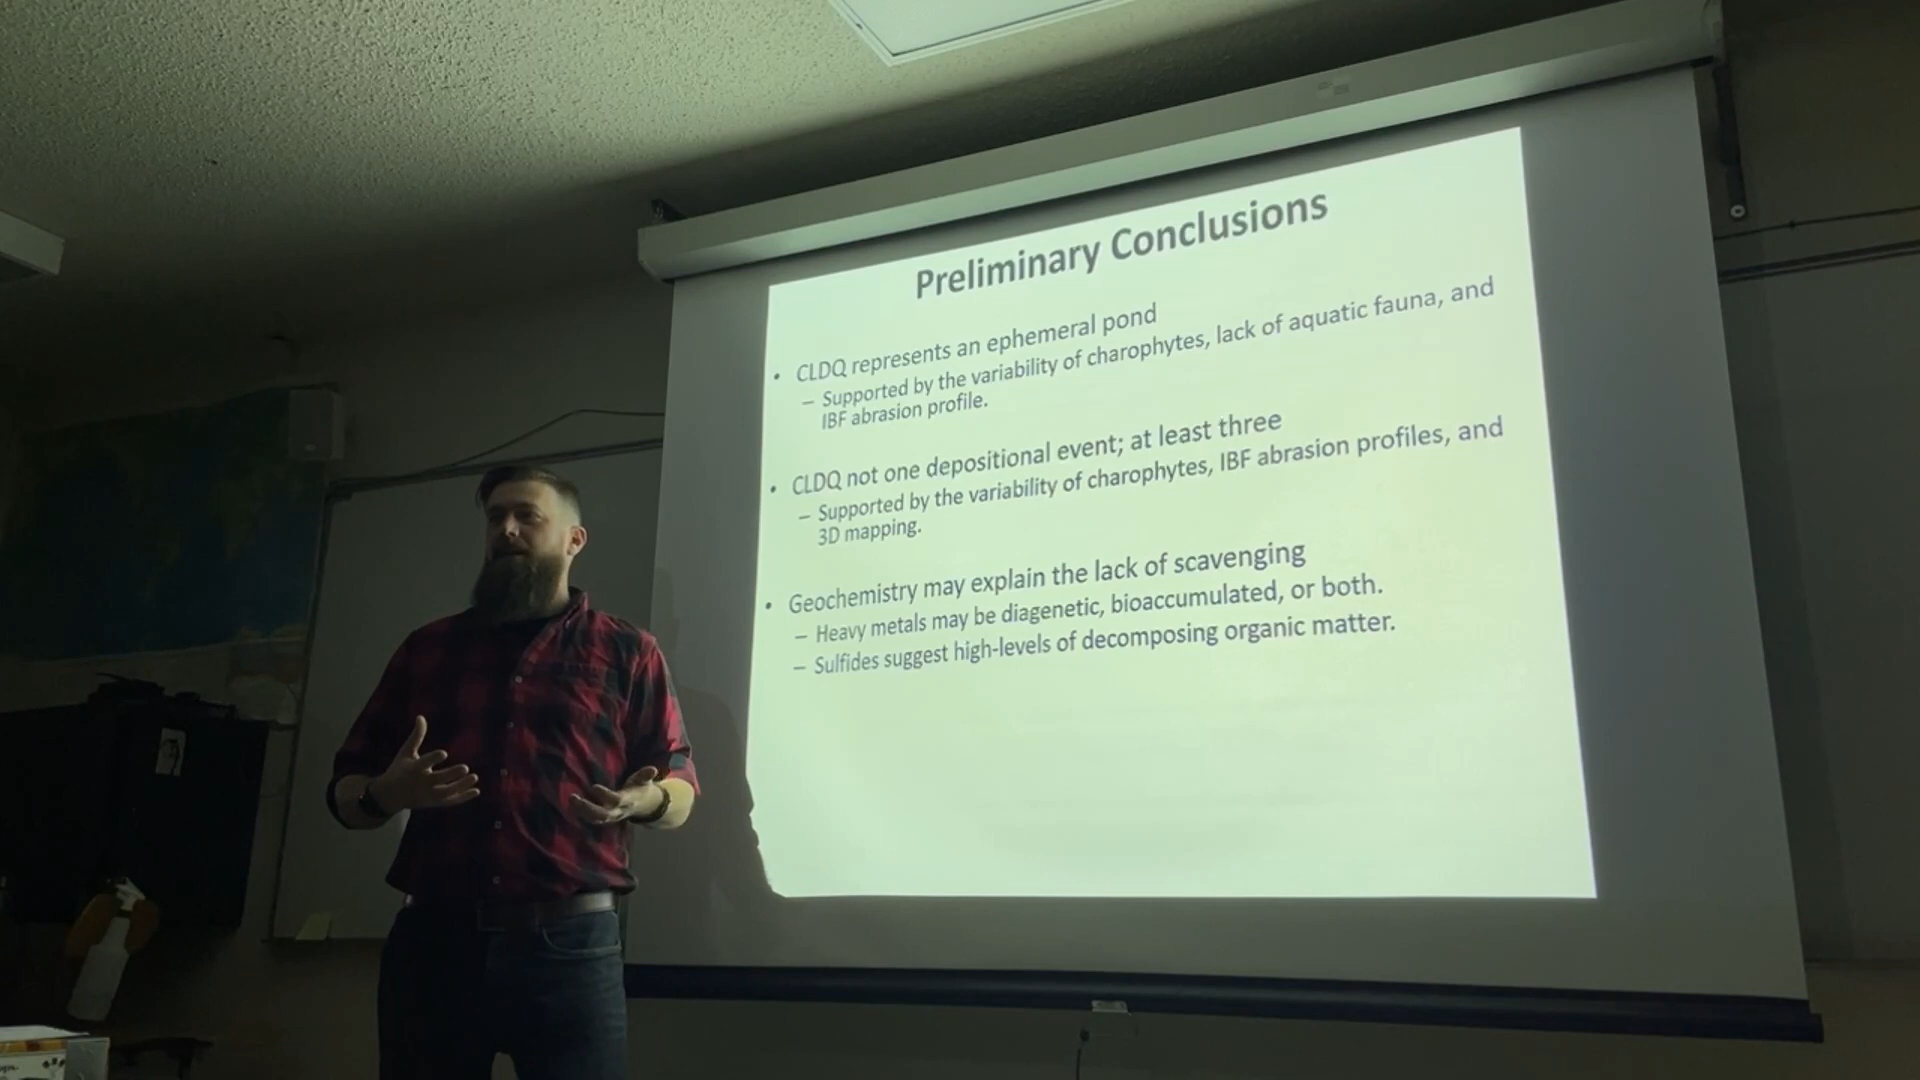 Preliminary Conclusions
• CLDQ represents an ephemeral pond
– Supported by the variability of charophytes, lack of aquatic fauna, and
IBF abrasion profile.
• CLDQ not one depositional event; at least three
– Supported by the variability of charophytes, IBF abrasion profiles, and
3D mapping.
• Geochemistry may explain the lack of scavenging
– Heavy metals may be diagenetic, bioaccumulated, or both.
– Sulfides suggest high-levels of decomposing organic matter.